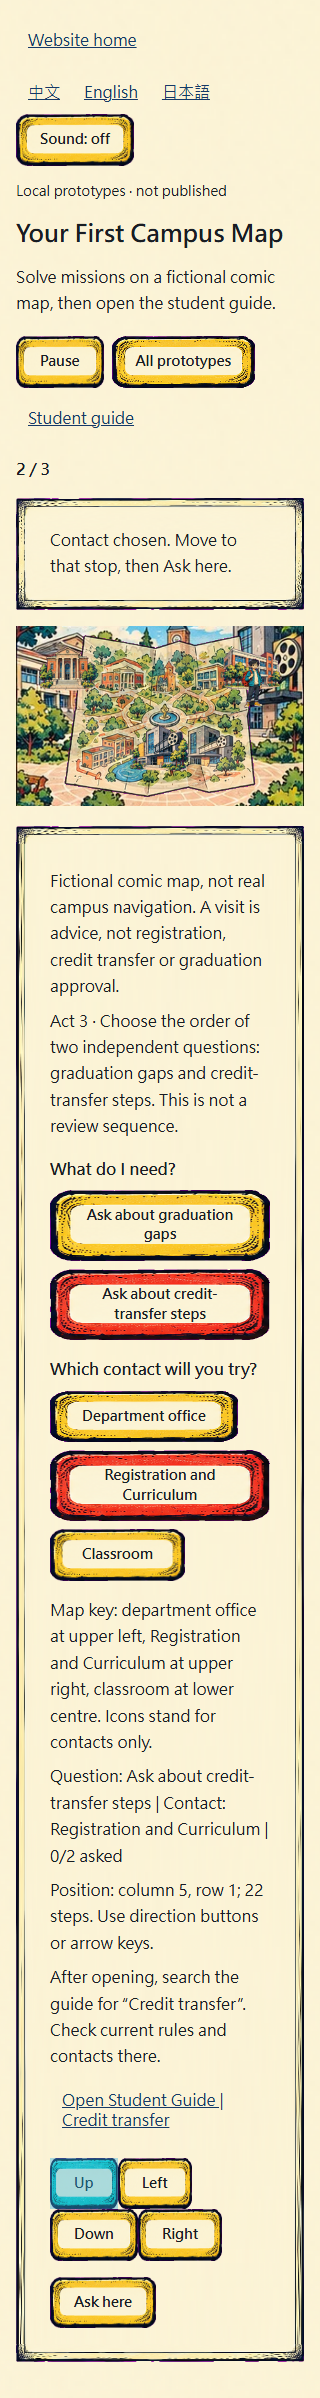 Website home
中文 English 日本語
Sound: off
Local prototypes · not published
Your First Campus Map
Solve missions on a fictional comic
map, then open the student guide.
Pause All prototypes
Student guide
2 / 3
Contact chosen. Move to
that stop, then Ask here.
Fictional comic map, not real
campus navigation. A visit is
advice, not registration,
credit transfer or graduation
approval.
Act 3 · Choose the order of
two independent questions:
graduation gaps and credit-
transfer steps. This is not a
review sequence.
What do I need?
Ask about graduation
gaps
Ask about credit-
transfer steps
Which contact will you try?
Department office
Registration and
Curriculum
Classroom
Map key: department office
at upper left, Registration
and Curriculum at upper
right, classroom at lower
centre. Icons stand for
contacts only.
Question: Ask about credit-
transfer steps | Contact:
Registration and Curriculum |
0/2 asked
Position: column 5, row 1; 22
steps. Use direction buttons
or arrow keys.
After opening, search the
guide for “Credit transfer”.
Check current rules and
contacts there.
Open Student Guide |
Credit transfer
Up Left
Down Right
Ask here